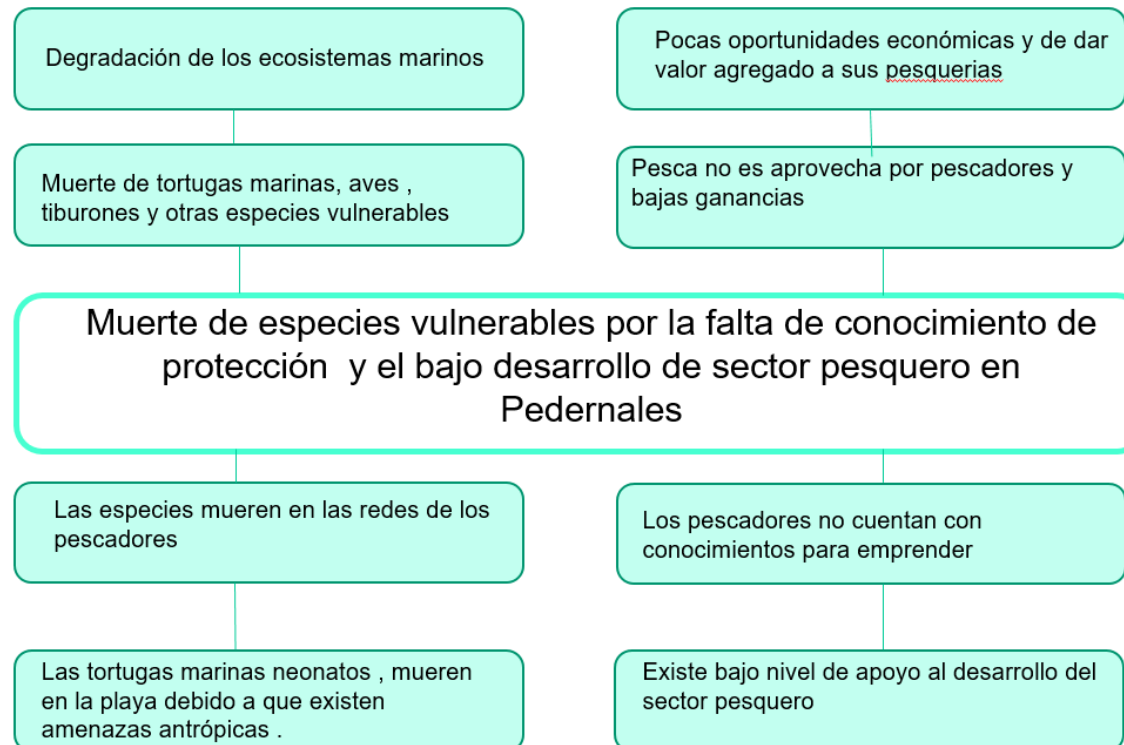 Degradación de los ecosistemas marinos
Pocas oportunidades económicas y de dar
valor agregado a sus pesquerias
Muerte de tortugas marinas, aves ,
tiburones y otras especies vulnerables
Pesca no es aprovecha por pescadores y
bajas ganancias
Muerte de especies vulnerables por la falta de conocimiento de
protección  y el bajo desarrollo de sector pesquero en
Pedernales
Las especies mueren en las redes de los
pescadores
Los pescadores no cuentan con
conocimientos para emprender
Las tortugas marinas neonatos , mueren
en la playa debido a que existen
amenazas antrópicas .
Existe bajo nivel de apoyo al desarrollo del
sector pesquero